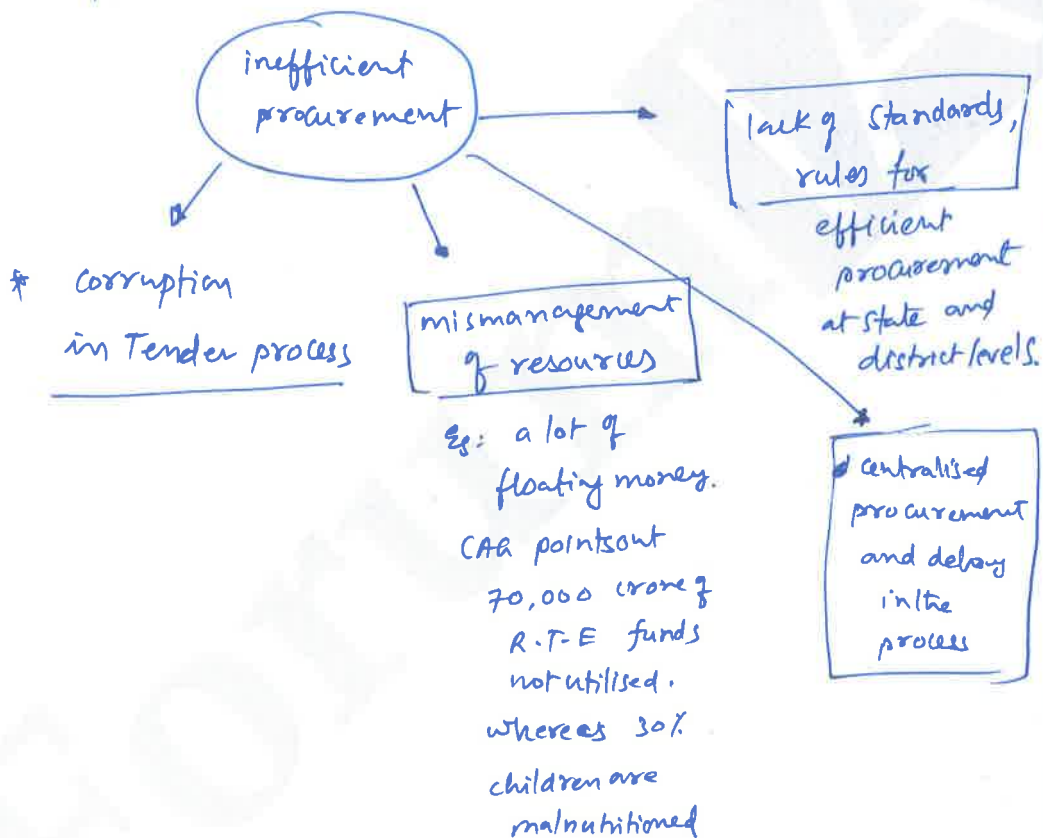 inefficient
procurement
lack of standards,
rules for
efficient
procurement
at state and
district levels.
* corruption
in Tender process
mismanagement
of resources
Eg: a lot of
floating money.
CAG points out
70,000 crore of
R.T-E funds
not utilised.
whereas 30%
children are
malnutritioned
centralised
procurement
and delay
in the
process